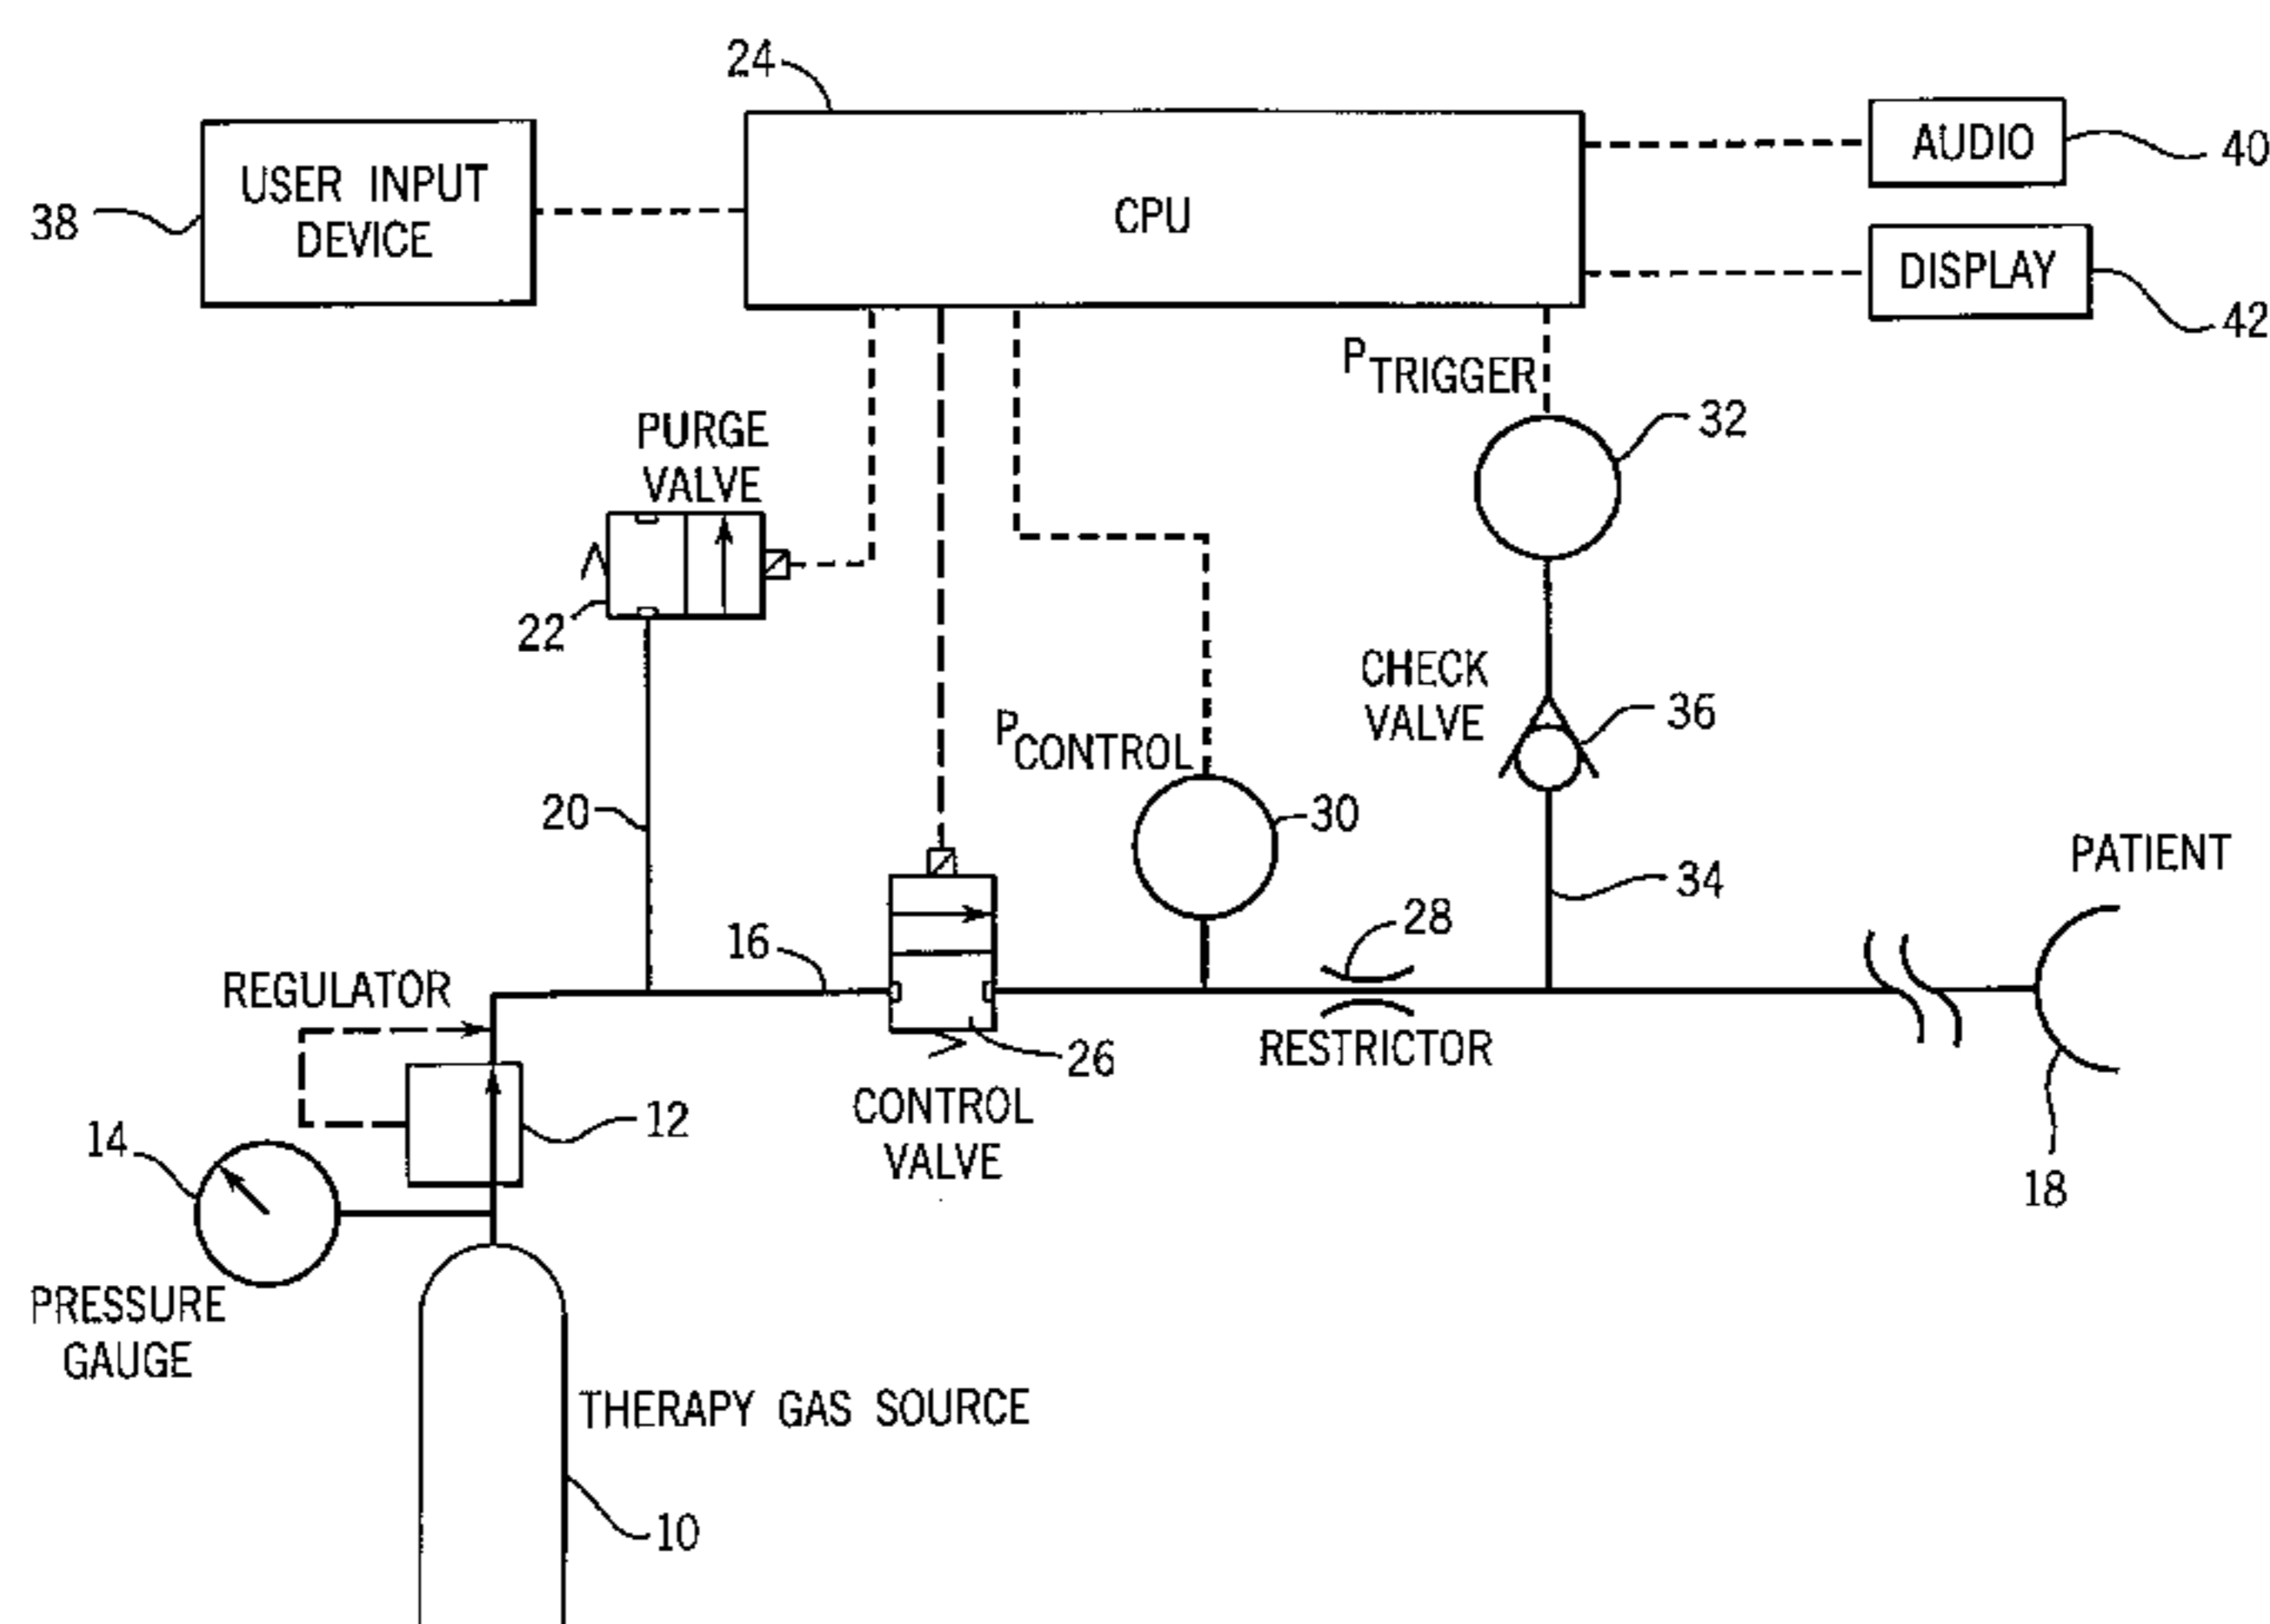 24
USER INPUT
DEVICE
38
CPU
AUDIO
40
DISPLAY
42
PTRIGGER
32
PURGE
VALVE
22
CHECK
VALVE
36
PCONTROL
30
20
34
PATIENT
16
28
REGULATOR
RESTRICTOR
26
CONTROL
VALVE
12
14
18
PRESSURE
GAUGE
THERAPY GAS SOURCE
10